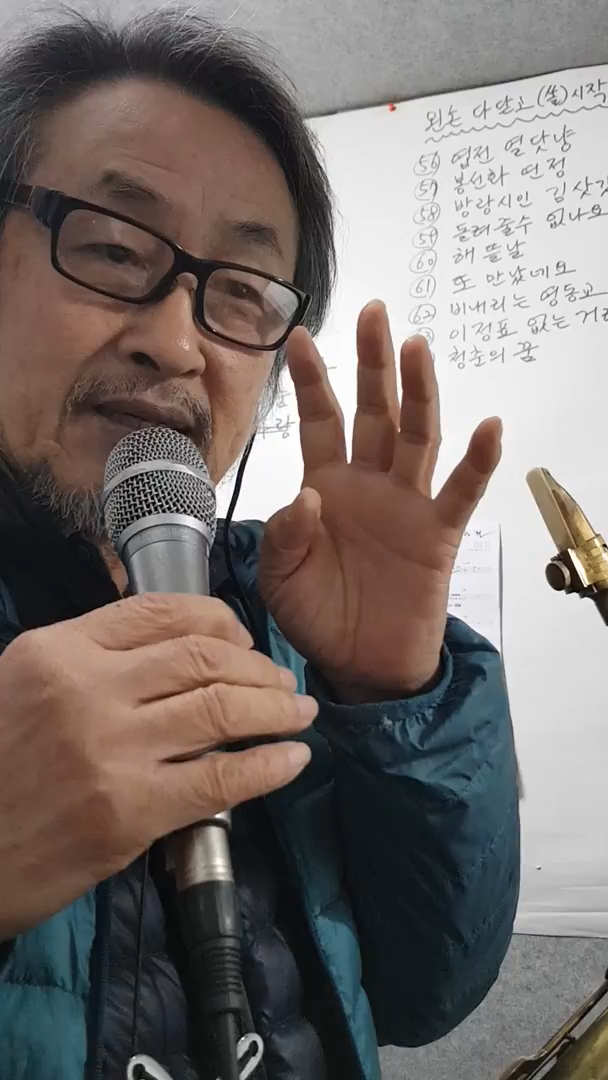 왼손 다 닫고 (솔) 시작
56 엽전 열닷냥
57 봉선화 연정
58 방랑시인 김삿갓
59 돌려줄수 없나요
60 해 뜰날
61 또 만났네요
62 비내리는 영동교
이정표 없는 거리
청춘의 꿈